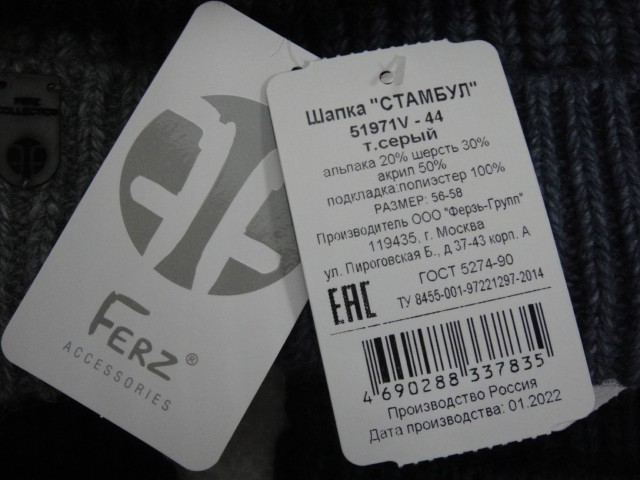 FERZ®
ACCESSORIES
Шапка "СТАМБУЛ"
51971V - 44
т.серый
альпака 20% шерсть 30%
акрил 50%
подкладка:полиэстер 100%
РАЗМЕР: 56-58
Производитель ООО "Ферзь-Групп"
119435, г. Москва
ул. Пироговская Б., д 37-43 корп. А
ГОСТ 5274-90
ЕАС
ТУ 8455-001-97221297-2014
4 690288 337835
Производство Россия
Дата производства: 01.2022